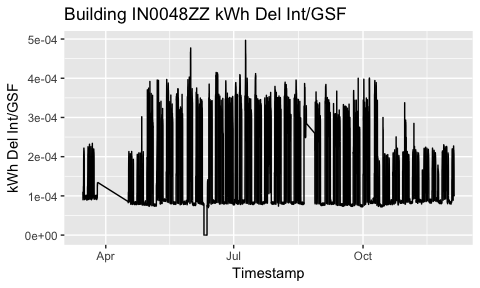 Building IN0048ZZ kWh Del Int/GSF
kWh Del Int/GSF
5e-04
4e-04
3e-04
2e-04
1e-04
0e+00
Apr
Jul
Oct
Timestamp